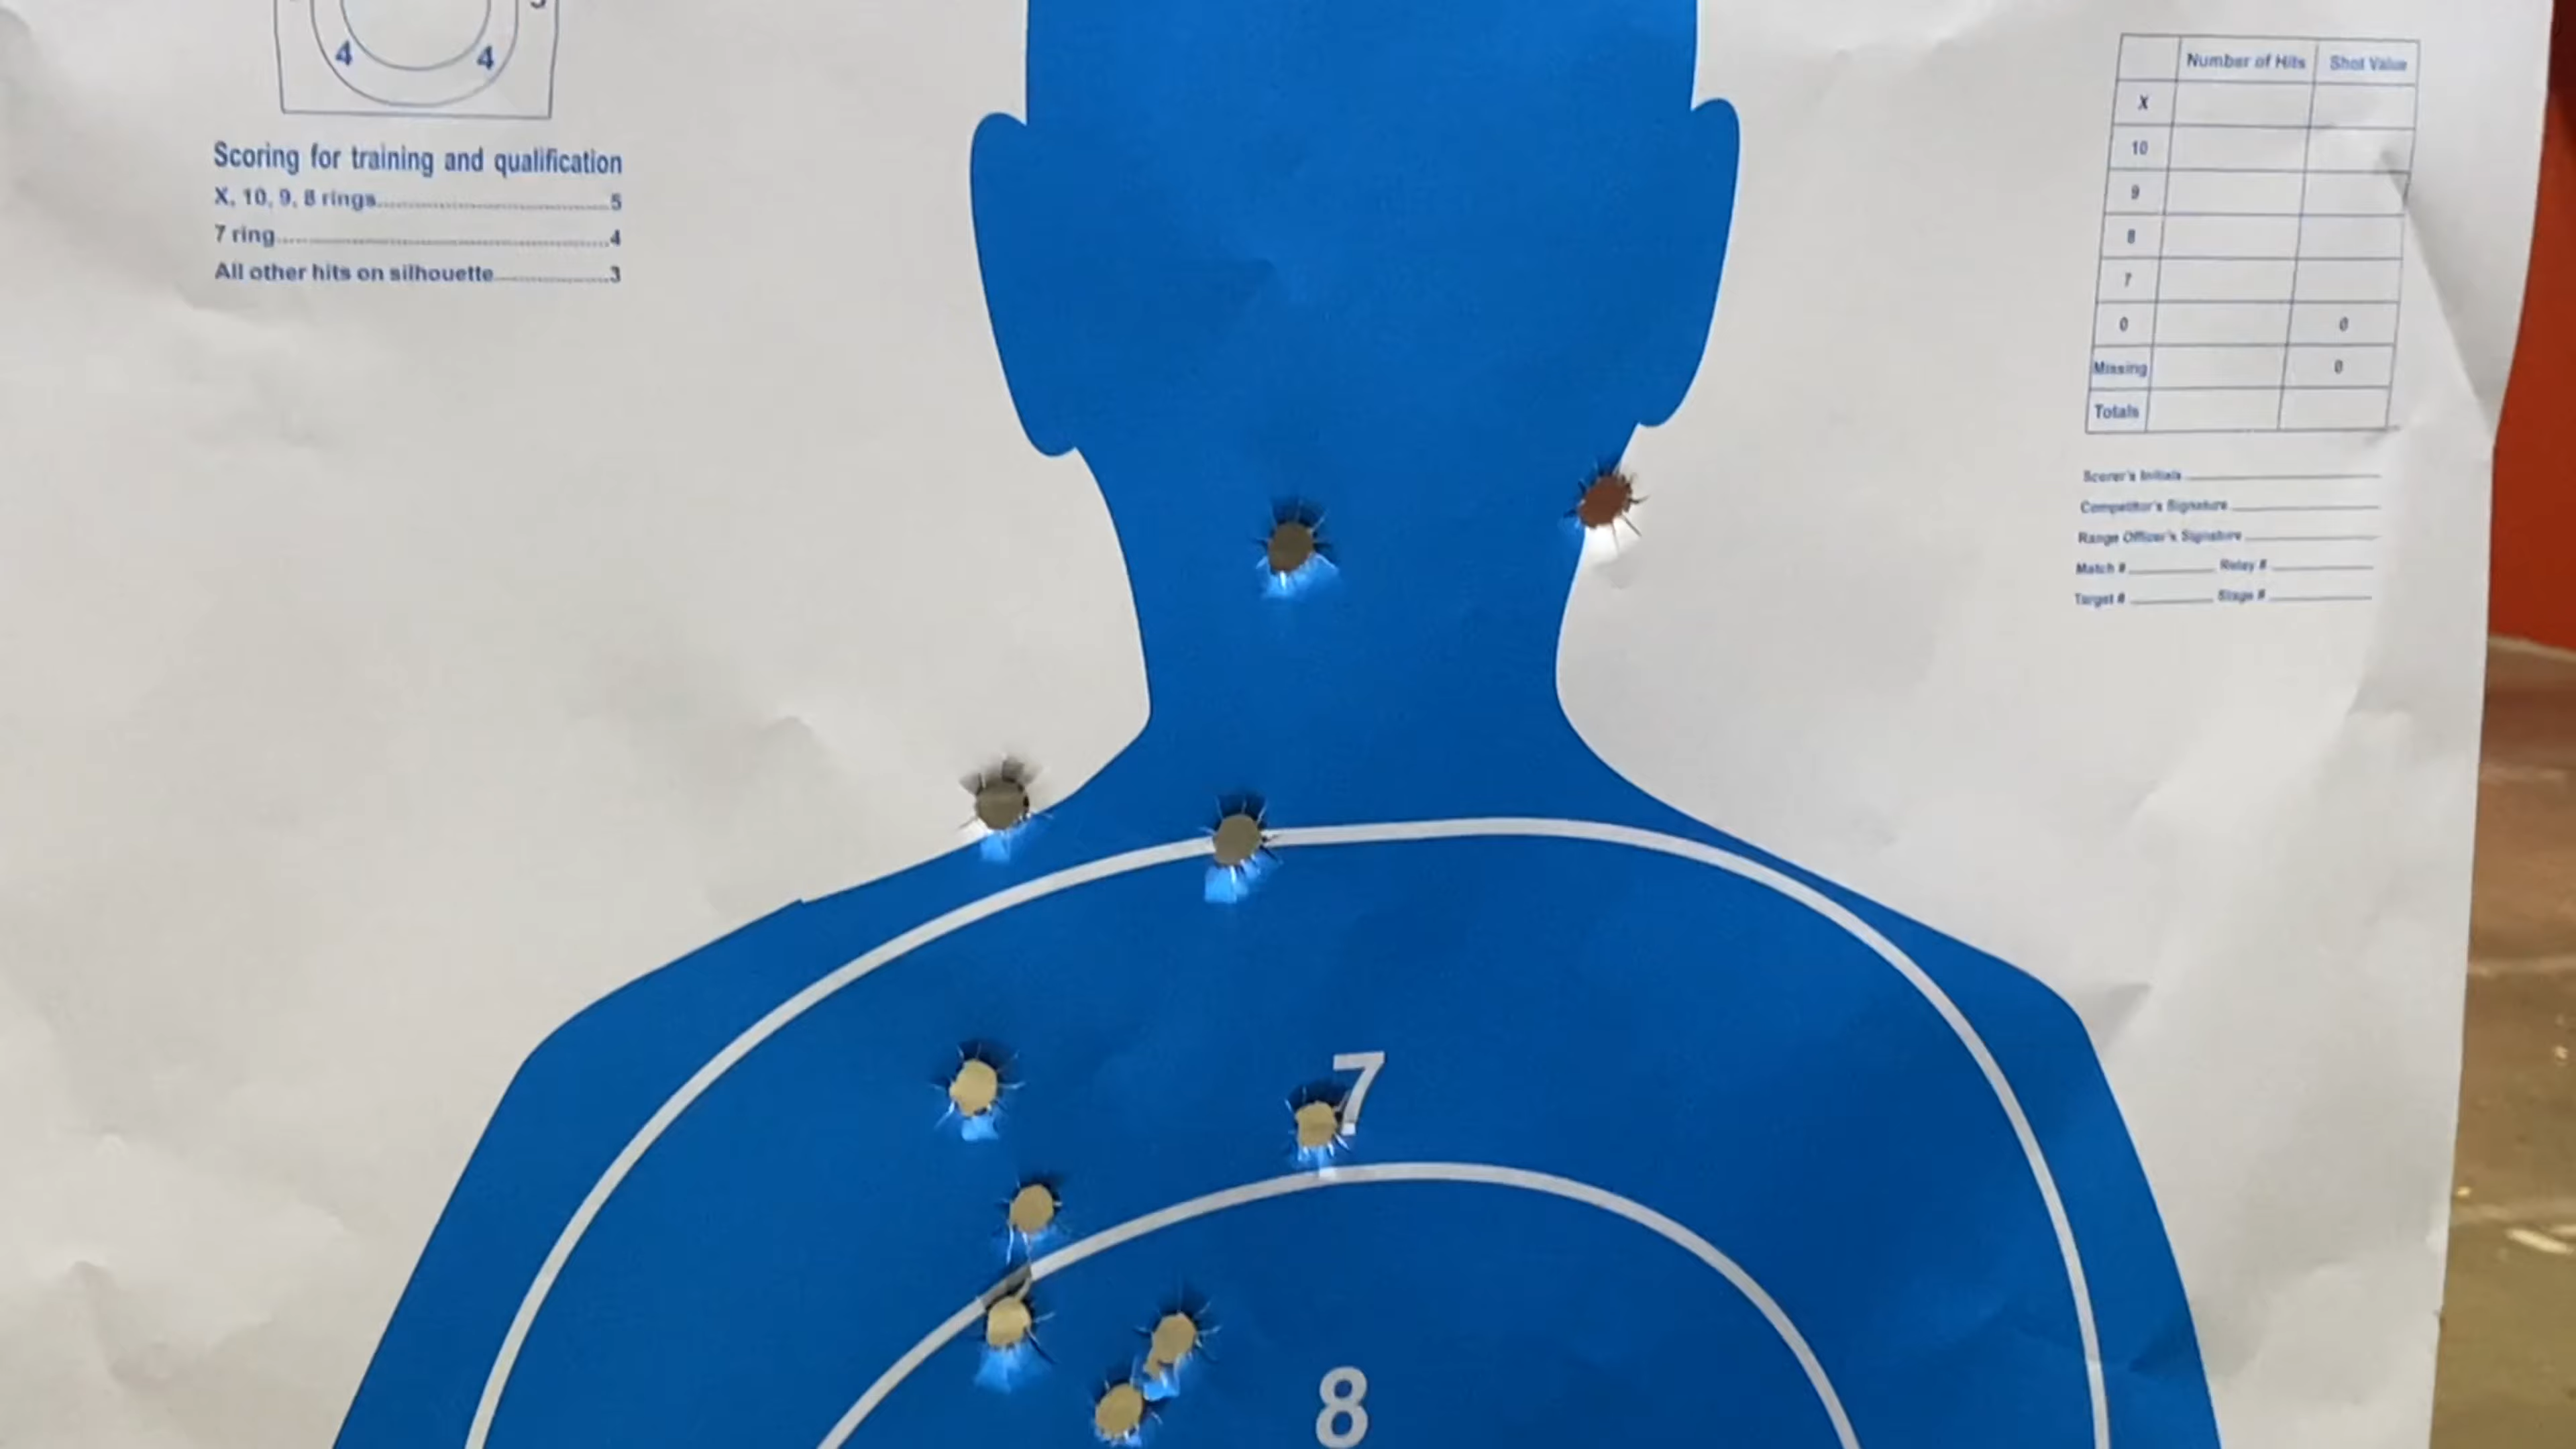 4 4
Scoring for training and qualification
X, 10, 9, 8 rings..........................................5
7 ring............................................................4
All other hits on silhouette......................3
Number of Hits Shot Value
X
10
9
8
7
0 0
Missing 0
Totals
Scorer's Initials
Competitor's Signature
Range Officer's Signature
Match # Relay #
Target # Stage #
7
8